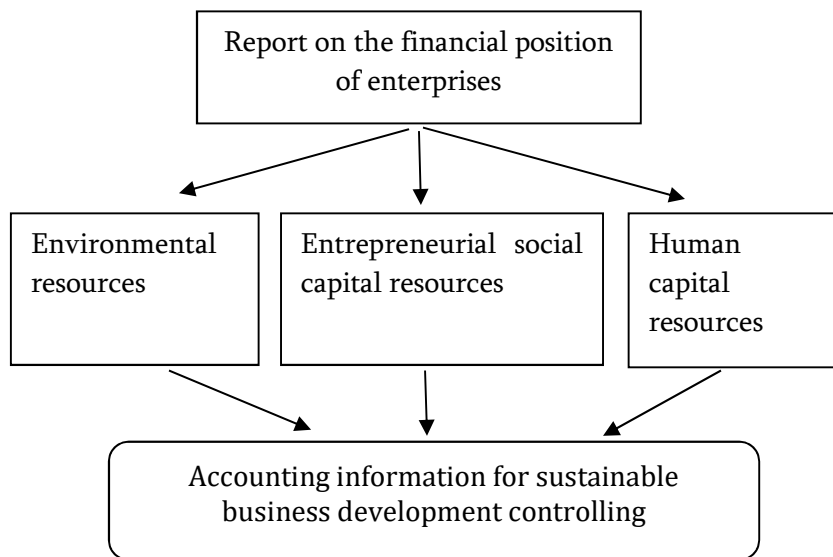 Report on the financial position
of enterprises
Environmental
resources
Entrepreneurial social
capital resources
Human
capital
resources
Accounting information for sustainable
business development controlling